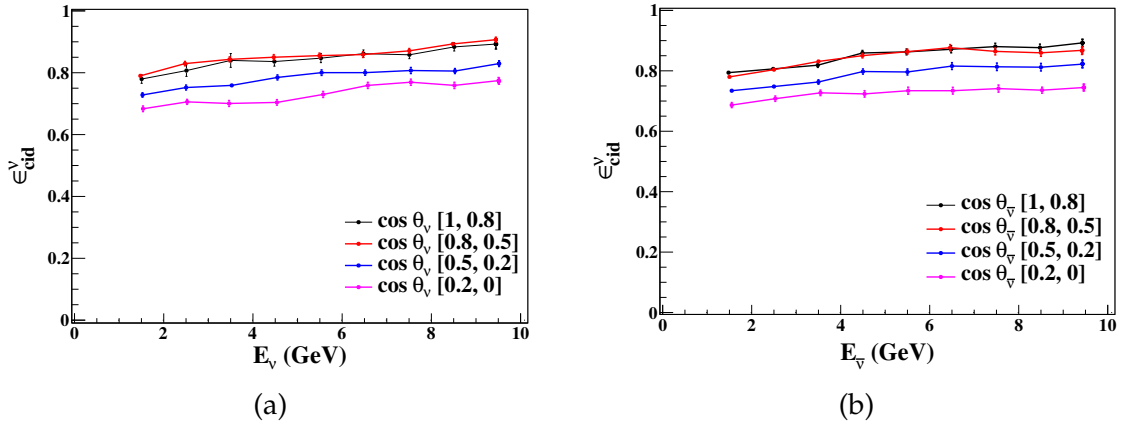 1
0.8
0.6
0.4
0.2
0
ϵ^ν_cid
cos θ_ν [1, 0.8]
cos θ_ν [0.8, 0.5]
cos θ_ν [0.5, 0.2]
cos θ_ν [0.2, 0]
0 2 4 6 8 10
E_ν (GeV)
(a)
1
0.8
0.6
0.4
0.2
0
ϵ^ν_cid
cos θ_ν̅ [1, 0.8]
cos θ_ν̅ [0.8, 0.5]
cos θ_ν̅ [0.5, 0.2]
cos θ_ν̅ [0.2, 0]
0 2 4 6 8 10
E_ν̅ (GeV)
(b)